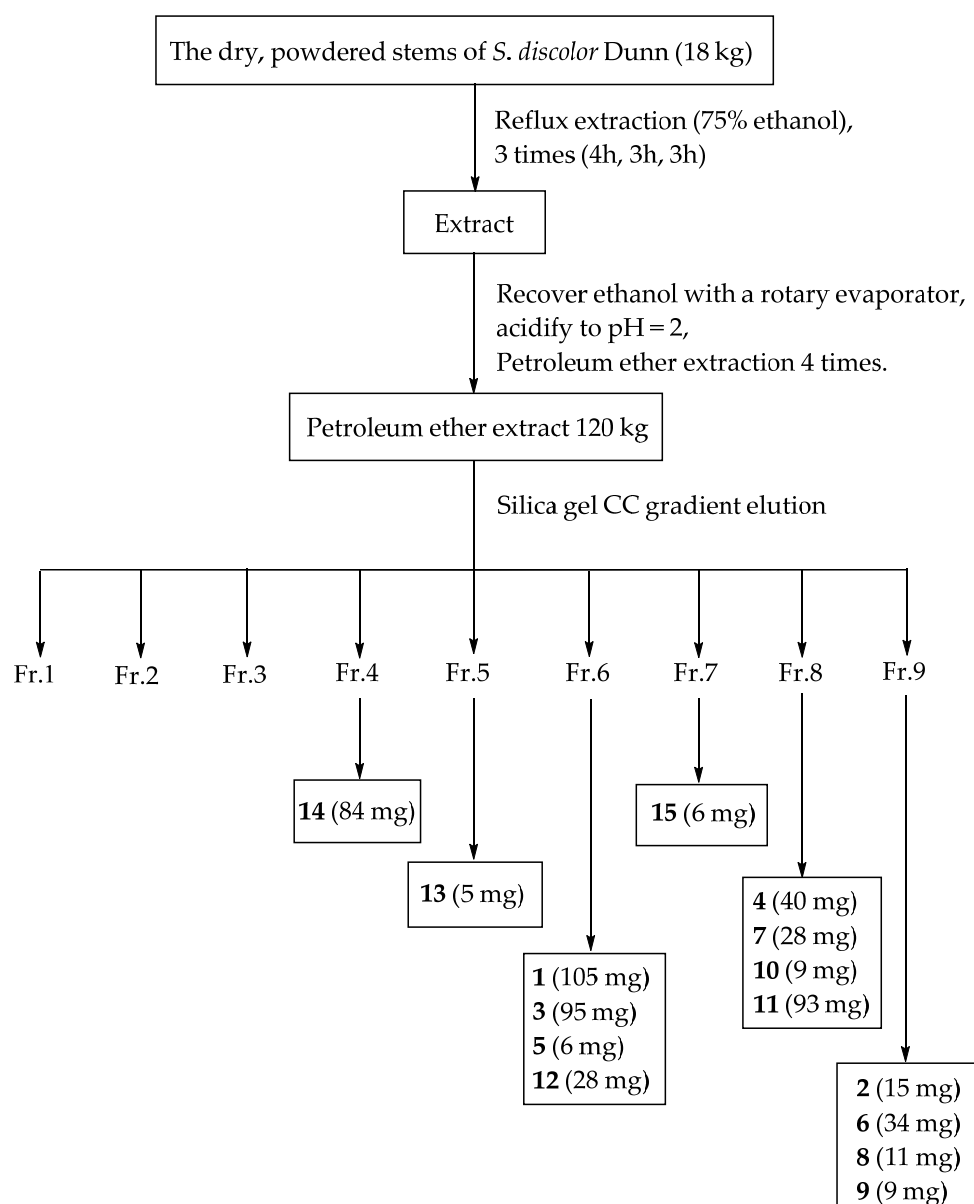 The dry, powdered stems of S. discolor Dunn (18 kg)
Reflux extraction (75% ethanol),
3 times (4h, 3h, 3h)
Extract
Recover ethanol with a rotary evaporator,
acidify to pH = 2,
Petroleum ether extraction 4 times.
Petroleum ether extract 120 kg
Silica gel CC gradient elution
Fr.1
Fr.2
Fr.3
Fr.4
Fr.5
Fr.6
Fr.7
Fr.8
Fr.9
14 (84 mg)
13 (5 mg)
1 (105 mg)
3 (95 mg)
5 (6 mg)
12 (28 mg)
15 (6 mg)
4 (40 mg)
7 (28 mg)
10 (9 mg)
11 (93 mg)
2 (15 mg)
6 (34 mg)
8 (11 mg)
9 (9 mg)